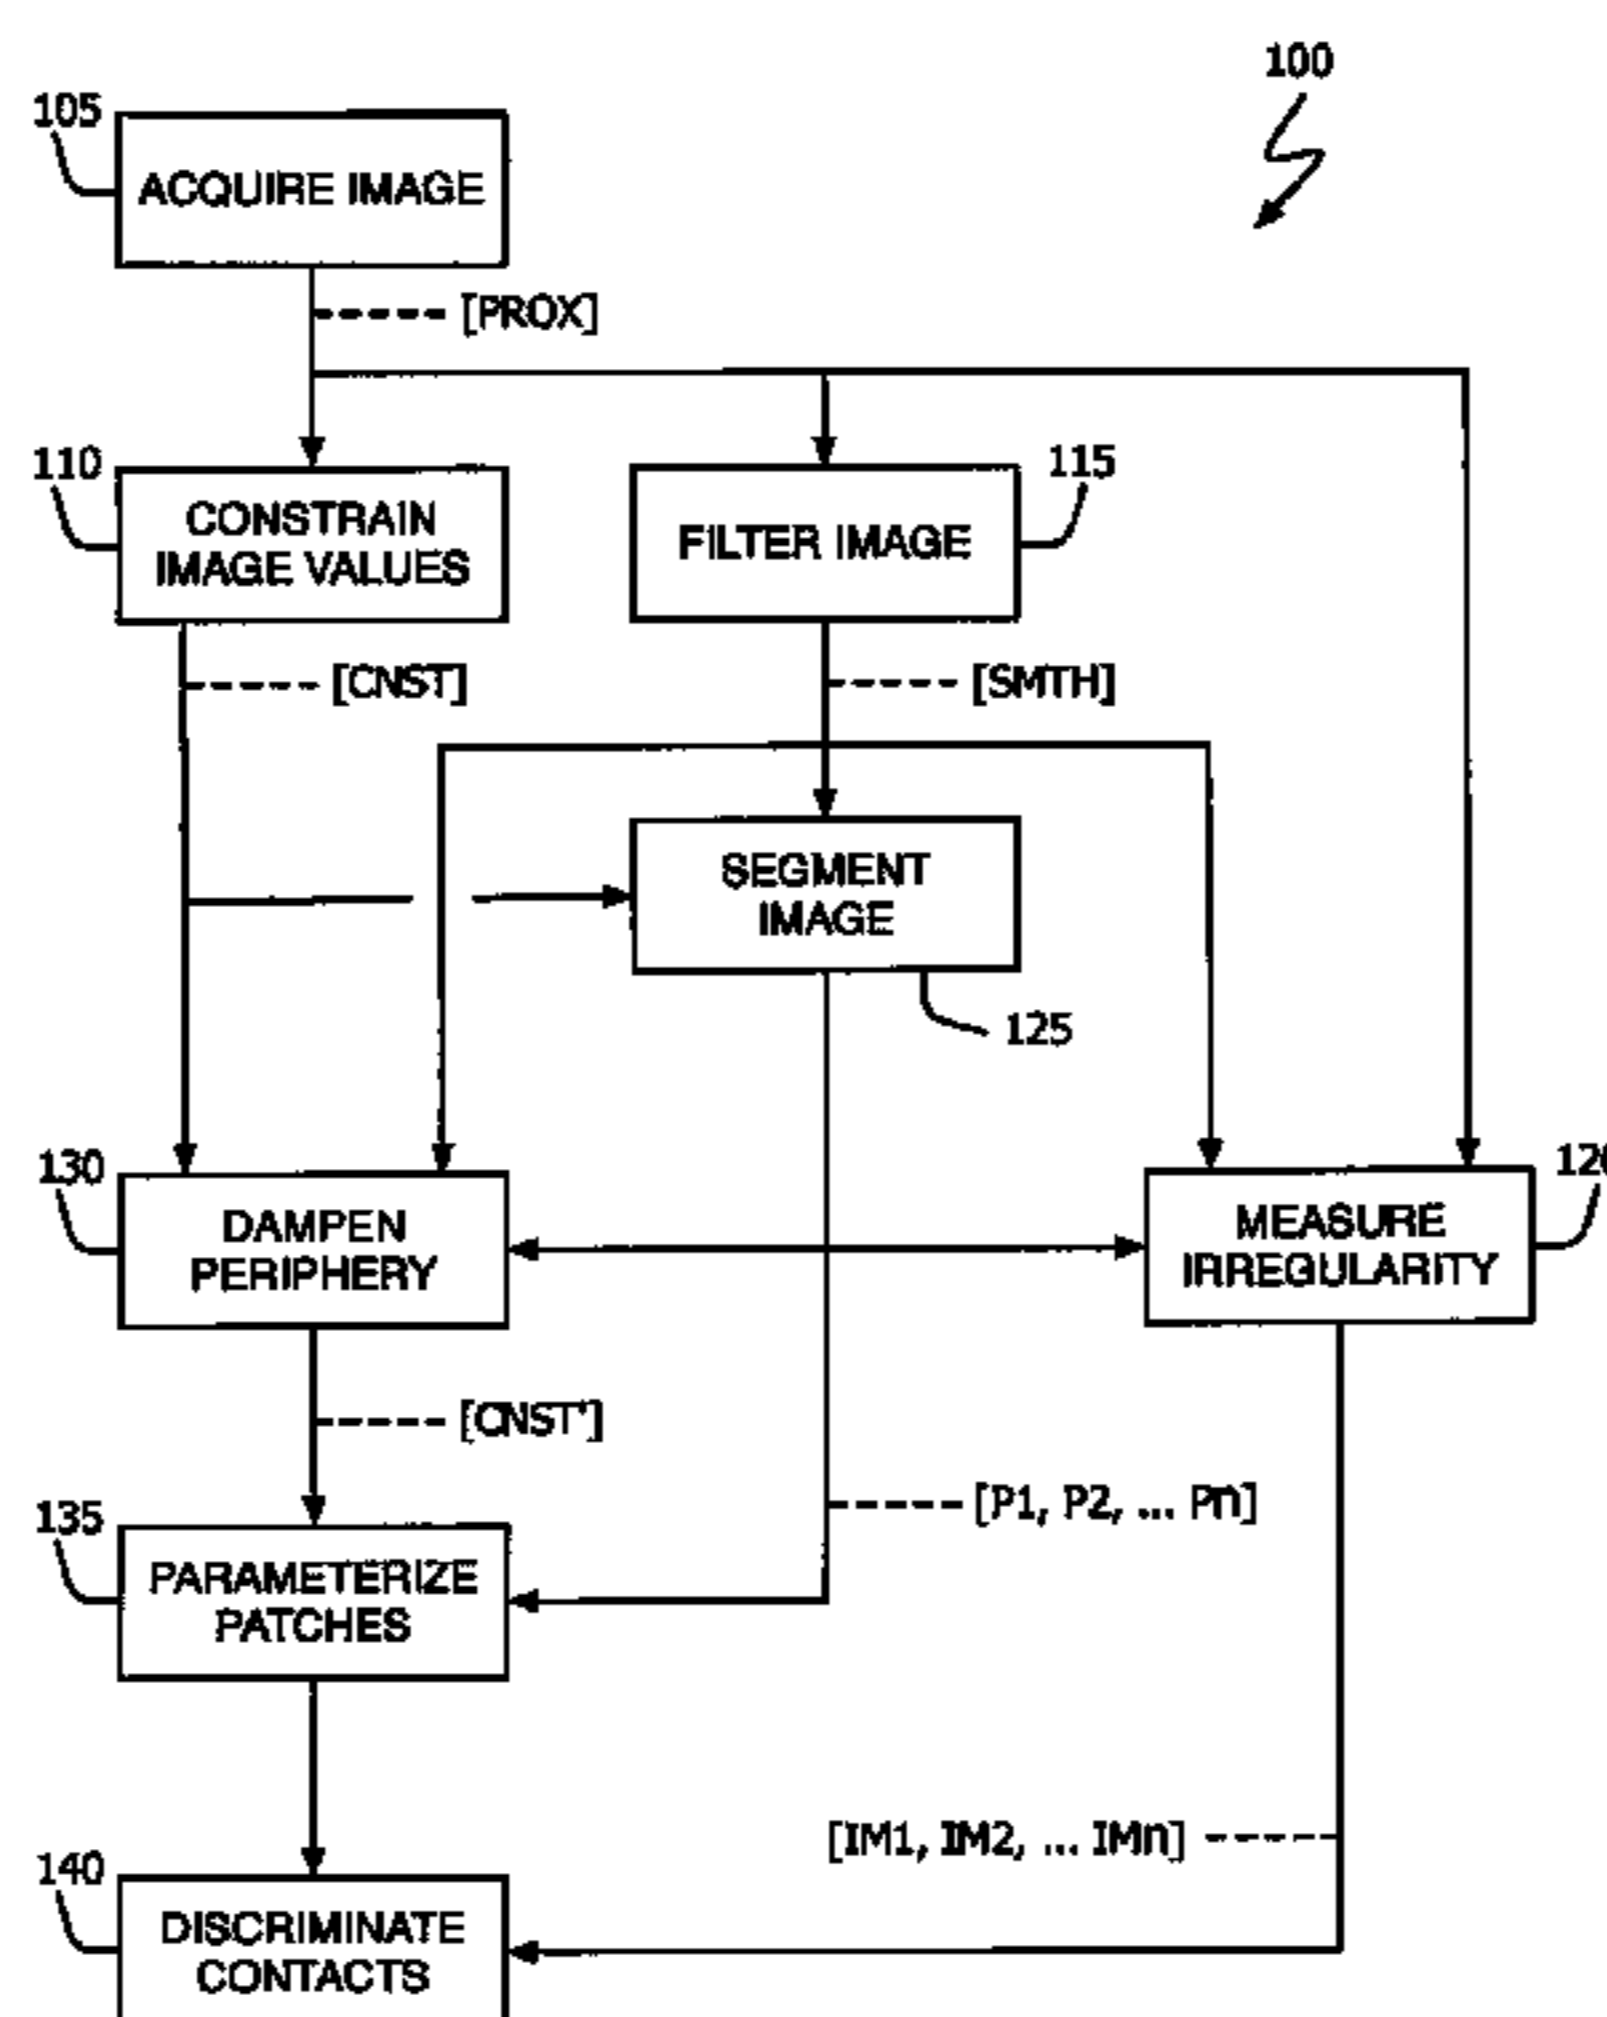 100
105
ACQUIRE IMAGE
[PROX]
110
CONSTRAIN
IMAGE VALUES
FILTER IMAGE
115
[CNST]
[SMTH]
SEGMENT
IMAGE
125
130
DAMPEN
PERIPHERY
MEASURE
IRREGULARITY
120
[CNST']
[P1, P2, ... Pn]
135
PARAMETERIZE
PATCHES
[IM1, IM2, ... IMn]
140
DISCRIMINATE
CONTACTS